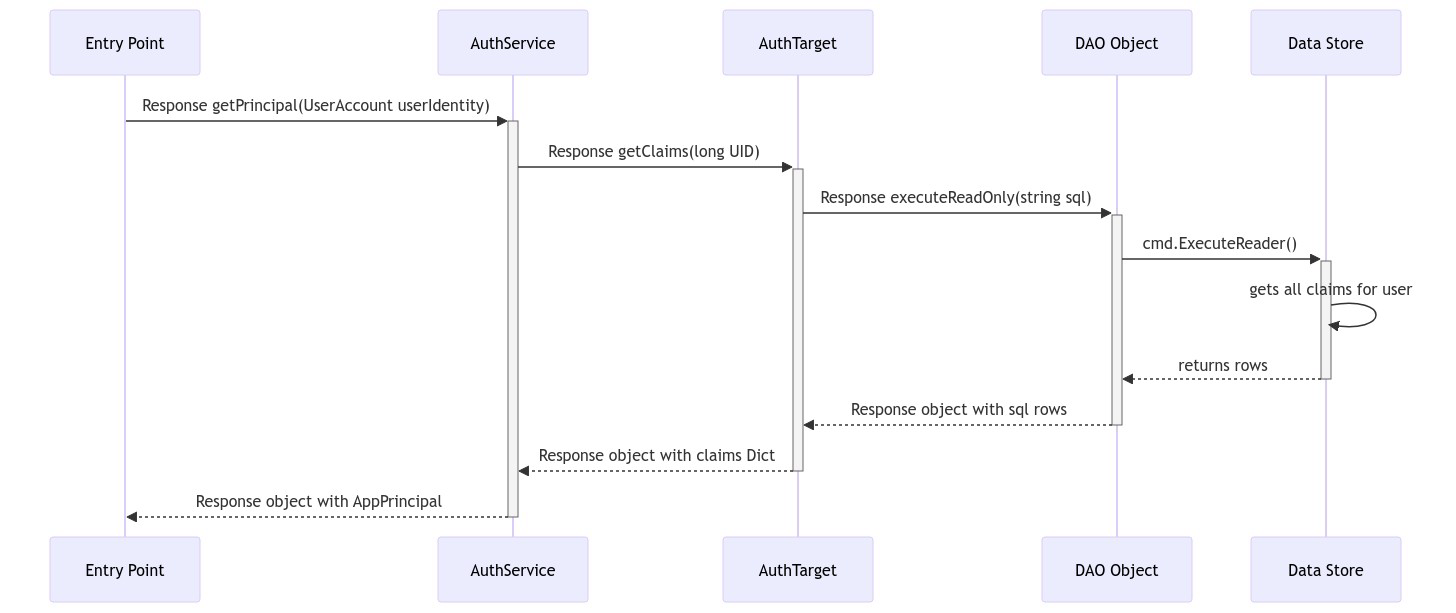 Entry Point
AuthService
AuthTarget
DAO Object
Data Store
Response getPrincipal(UserAccount userIdentity)
Response getClaims(long UID)
Response executeReadOnly(string sql)
cmd.ExecuteReader()
gets all claims for user
returns rows
Response object with sql rows
Response object with claims Dict
Response object with AppPrincipal
Entry Point
AuthService
AuthTarget
DAO Object
Data Store